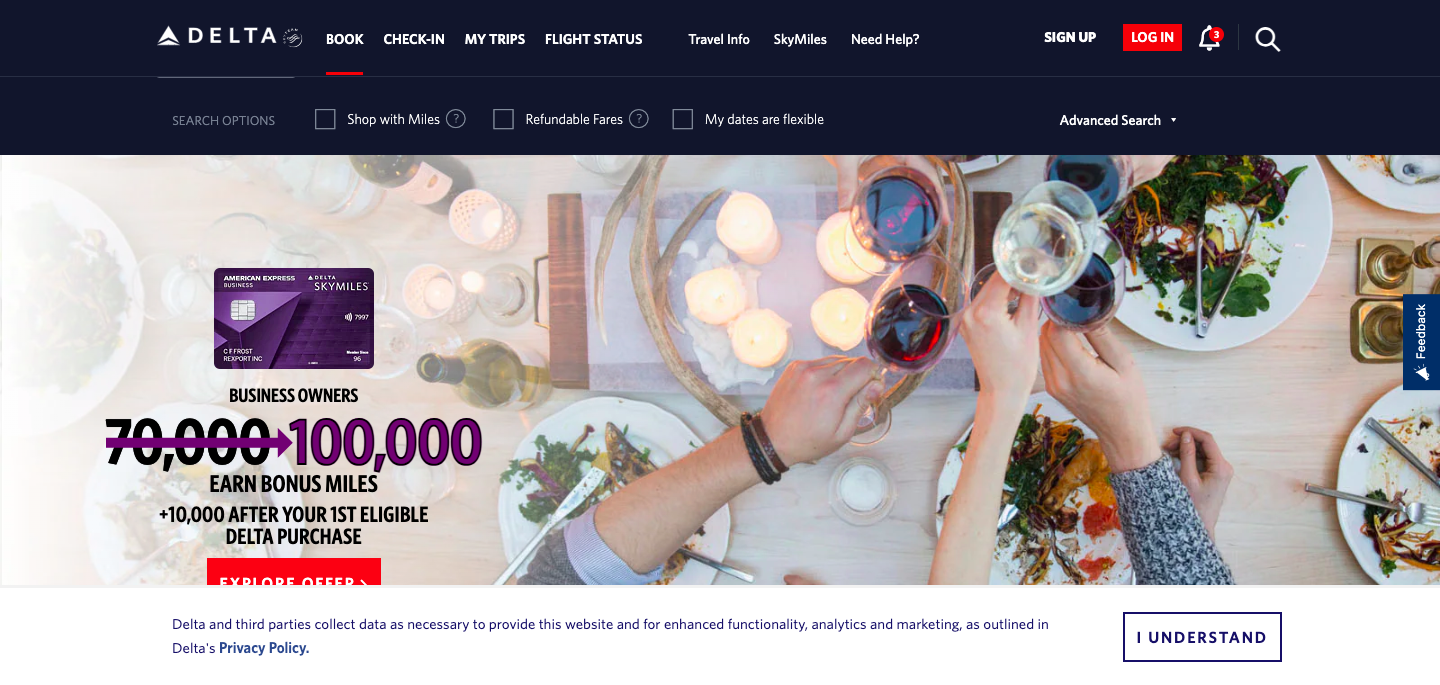 DELTA
BOOK
CHECK-IN
MY TRIPS
FLIGHT STATUS
Travel Info
SkyMiles
Need Help?
SIGN UP
LOG IN
3
SEARCH OPTIONS
Shop with Miles ?
Refundable Fares ?
My dates are flexible
Advanced Search
AMERICAN EXPRESS
BUSINESS
DELTA
SKYMILES
7997
C F FROST
REXPORT INC
Member Since
96
BUSINESS OWNERS
70,000 100,000
EARN BONUS MILES
+10,000 AFTER YOUR 1ST ELIGIBLE
DELTA PURCHASE
EXPLORE OFFER >
Feedback
Delta and third parties collect data as necessary to provide this website and for enhanced functionality, analytics and marketing, as outlined in
Delta's Privacy Policy.
I UNDERSTAND